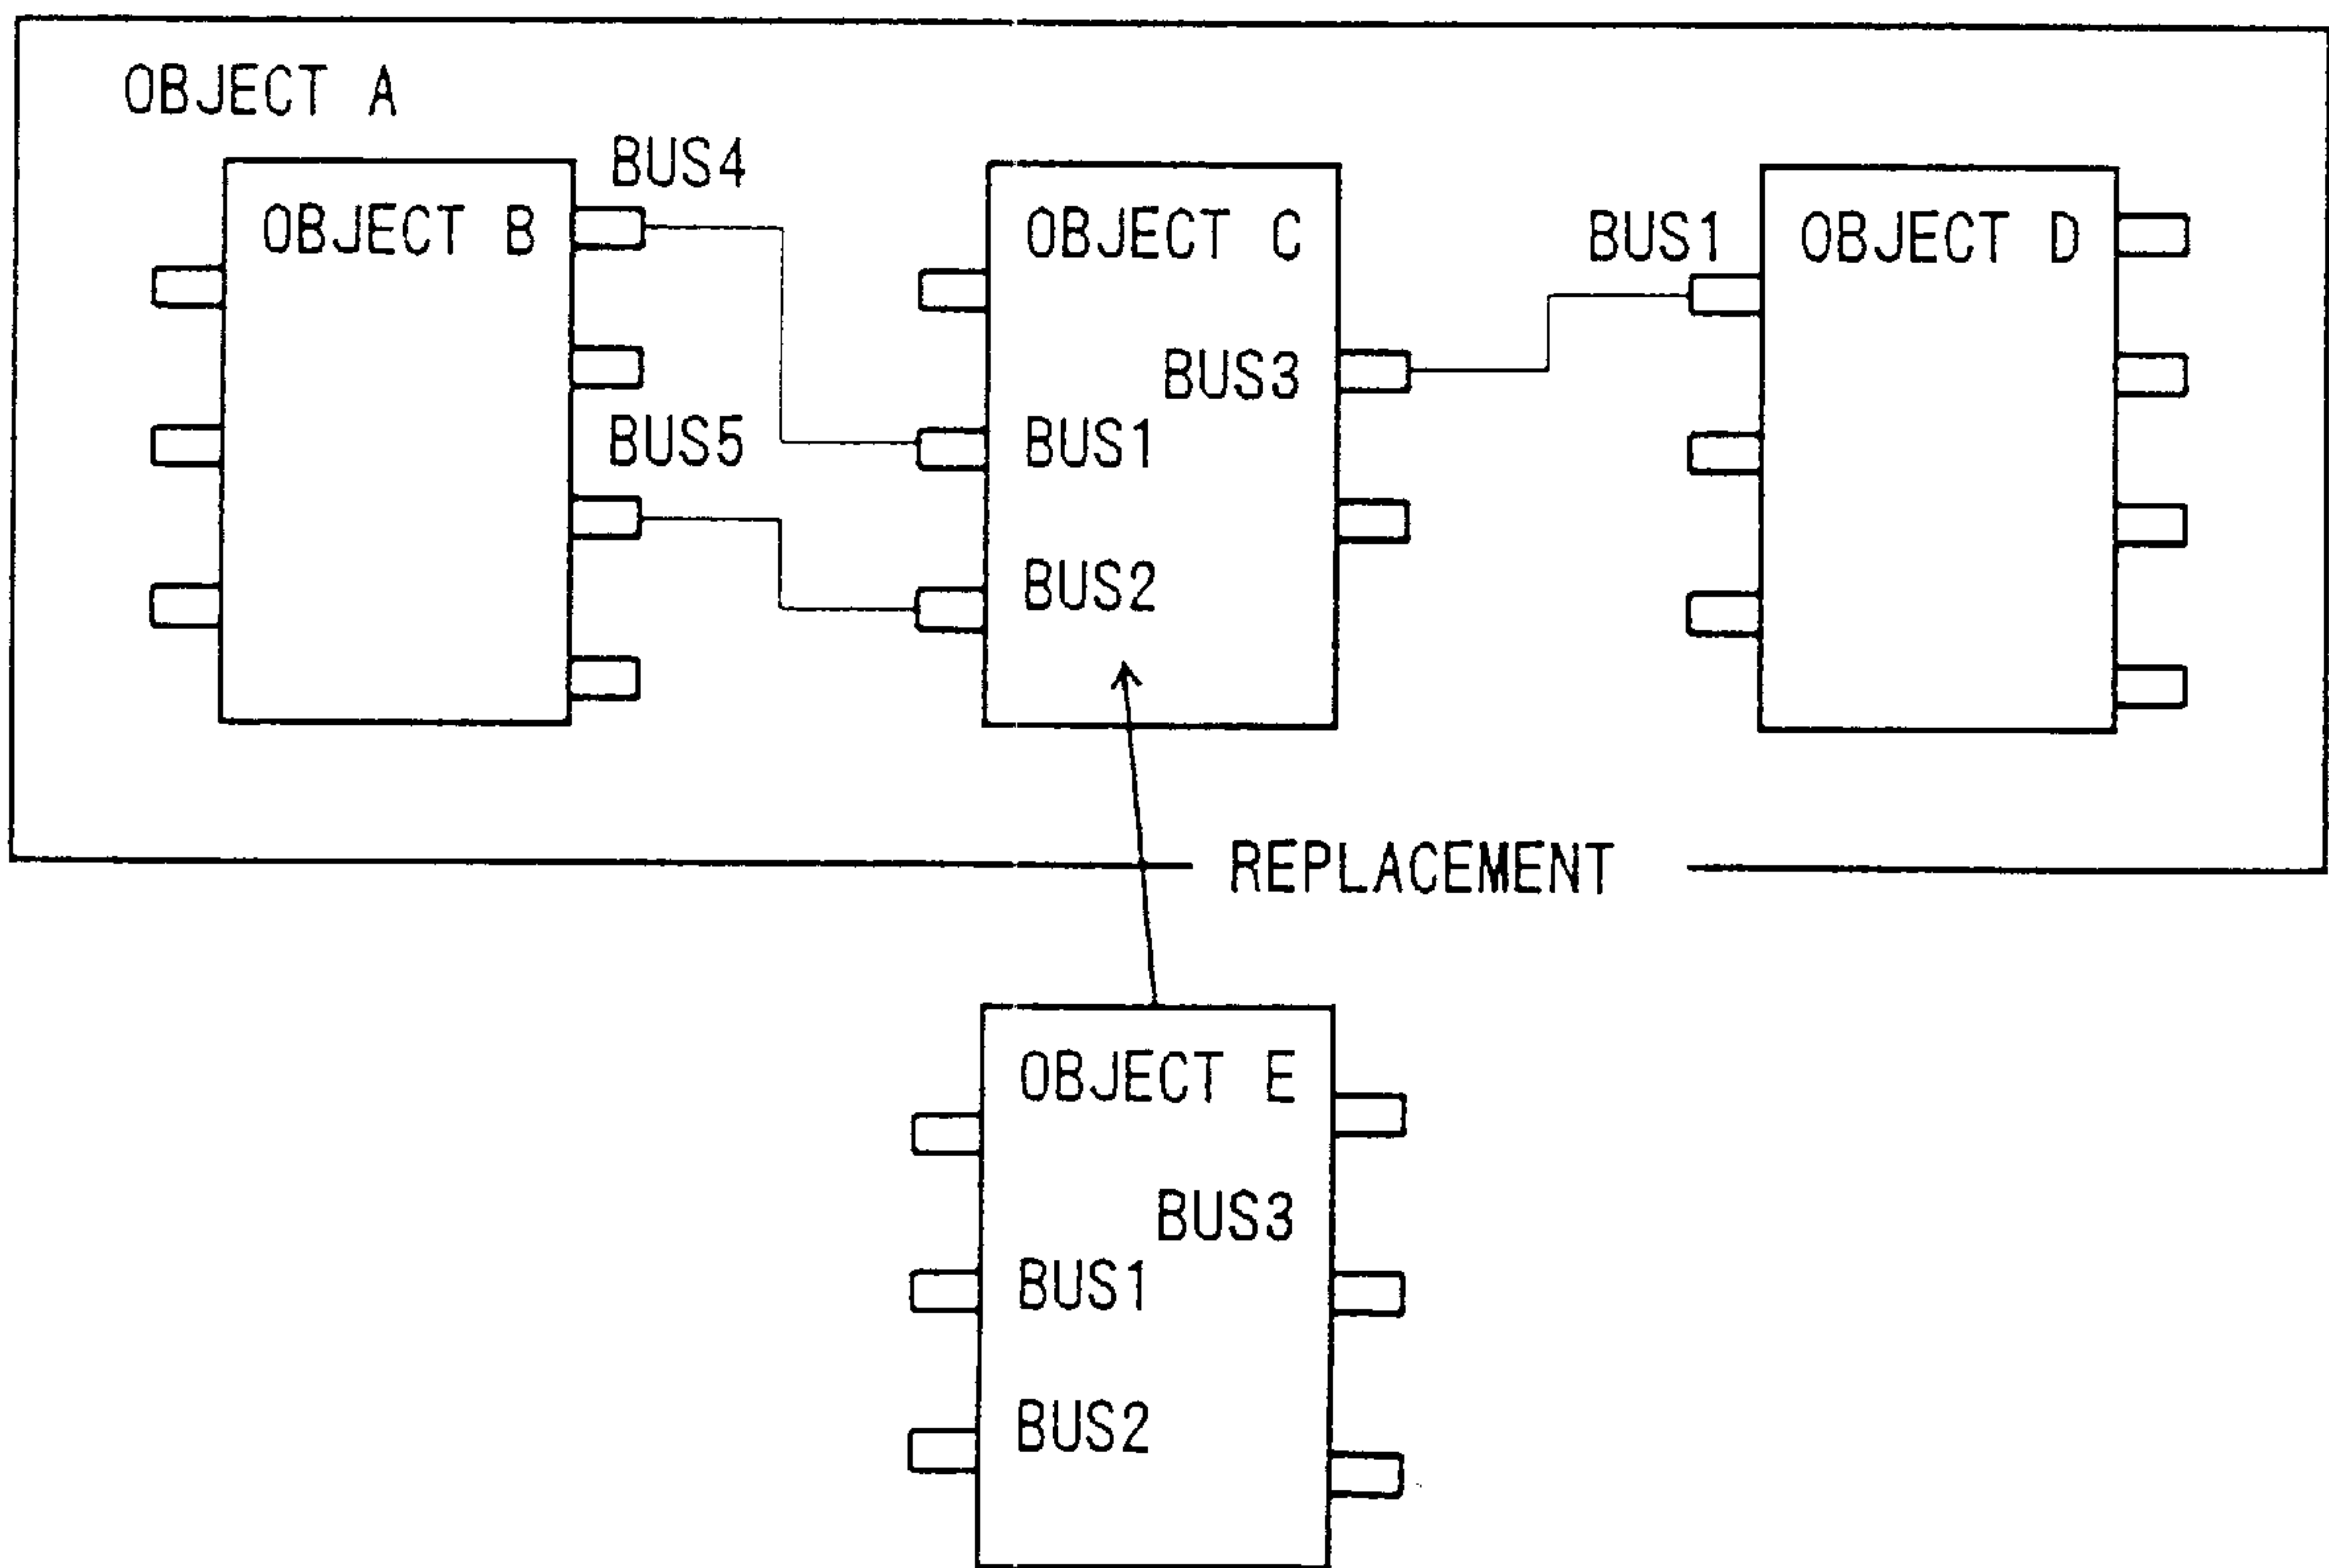 OBJECT A
BUS4
OBJECT B
OBJECT C
BUS1
OBJECT D
BUS3
BUS5
BUS1
BUS2
REPLACEMENT
OBJECT E
BUS3
BUS1
BUS2